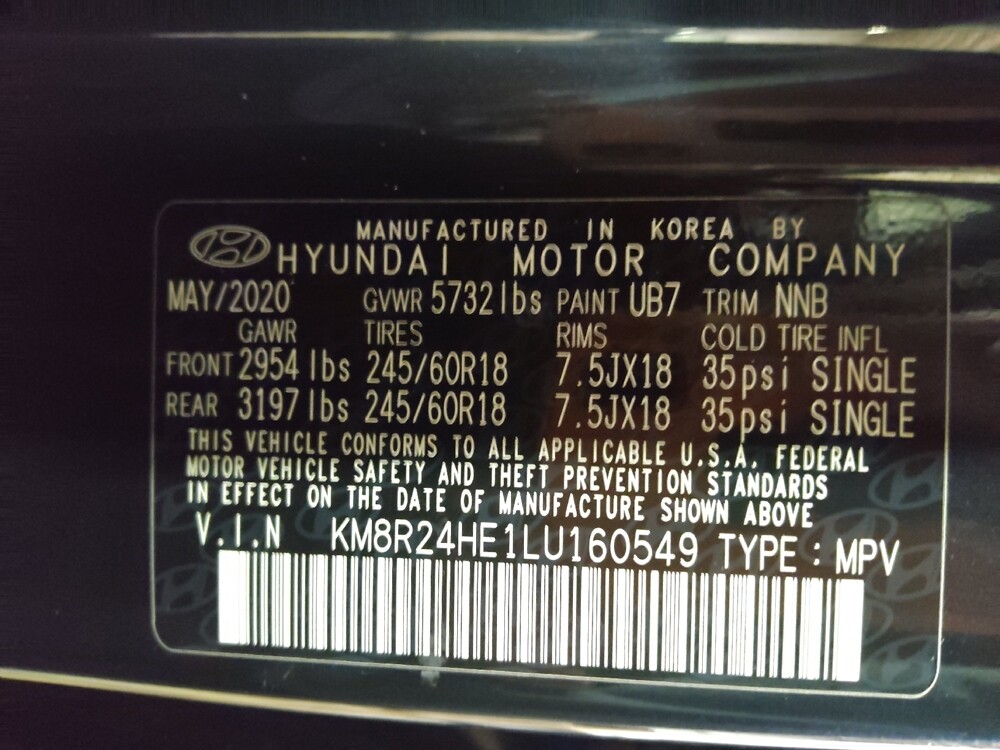 MANUFACTURED IN KOREA BY
HYUNDAI MOTOR COMPANY
MAY/2020 GVWR 5732 lbs PAINT UB7 TRIM NNB
GAWR TIRES RIMS COLD TIRE INFL
FRONT 2954 lbs 245/60R18 7.5JX18 35psi SINGLE
REAR 3197 lbs 245/60R18 7.5JX18 35psi SINGLE
THIS VEHICLE CONFORMS TO ALL APPLICABLE U.S.A. FEDERAL
MOTOR VEHICLE SAFETY AND THEFT PREVENTION STANDARDS
IN EFFECT ON THE DATE OF MANUFACTURE SHOWN ABOVE
V.I.N KM8R24HE1LU160549 TYPE : MPV